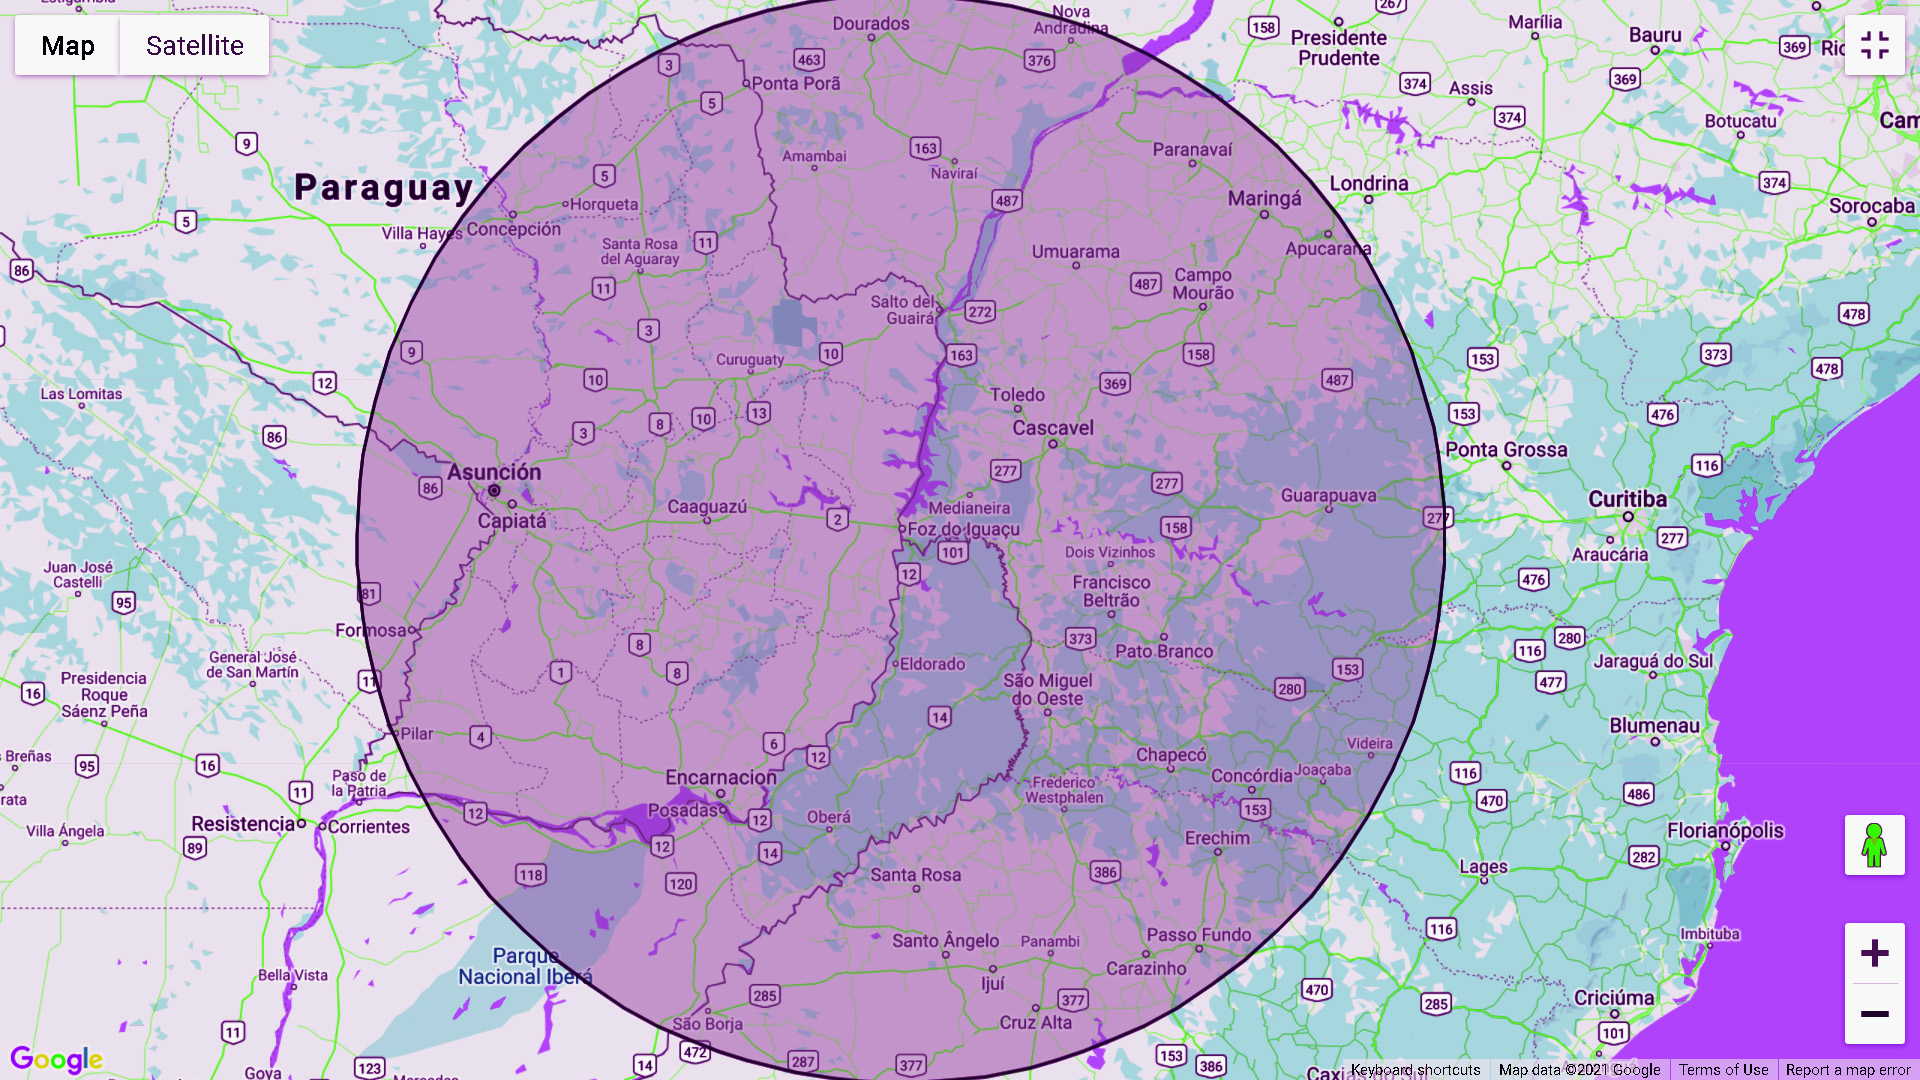 Map
Satellite
Dourados
Nova
Andradina
267
158
Presidente
Prudente
Marília
Bauru
369
463
376
3
5
Ponta Porã
374
369
Assis
374
Botucatu
9
163
Amambai
Naviraí
Paranavaí
Paraguay
5
Horqueta
487
Maringá
Londrina
374
Sorocaba
5
Villa Hayes
Concepción
Santa Rosa
del Aguaray
11
Umuarama
Apucarana
86
11
487
Campo
Mourão
Salto del
Guairá
272
478
3
9
Curuguaty
10
163
158
153
373
478
12
10
369
487
Las Lomitas
Toledo
13
8
10
153
476
86
3
Cascavel
Ponta Grossa
Asunción
277
116
86
277
Guarapuava
Curitiba
Capiatá
Caaguazú
2
Medianeira
Foz do Iguaçu
158
277
277
101
Dois Vizinhos
Araucária
Juan José
Castelli
12
Francisco
Beltrão
476
95
81
Formosa
8
373
Pato Branco
280
116
General José
de San Martín
Eldorado
Jaraguá do Sul
11
1
8
153
São Miguel
do Oeste
280
477
Presidencia
Roque
Sáenz Peña
16
14
Blumenau
Pilar
4
6
12
Videira
Breñas
95
16
Chapecó
Paso de
la Patria
Encarnacion
Concórdia
Joaçaba
116
11
Frederico
Westphalen
470
486
Posadas
12
12
Oberá
153
Resistencia
Corrientes
Villa Ángela
Florianópolis
89
12
14
Erechim
282
118
120
Santa Rosa
386
Lages
116
Imbituba
Parque
Nacional Iberá
Santo Ângelo
Panambi
Passo Fundo
Bella Vista
Carazinho
Ijuí
470
285
Criciúma
285
377
São Borja
Cruz Alta
11
101
472
14
287
377
153
386
123
Goya
Google
Keyboard shortcuts
Map data ©2021 Google
Terms of Use
Report a map error